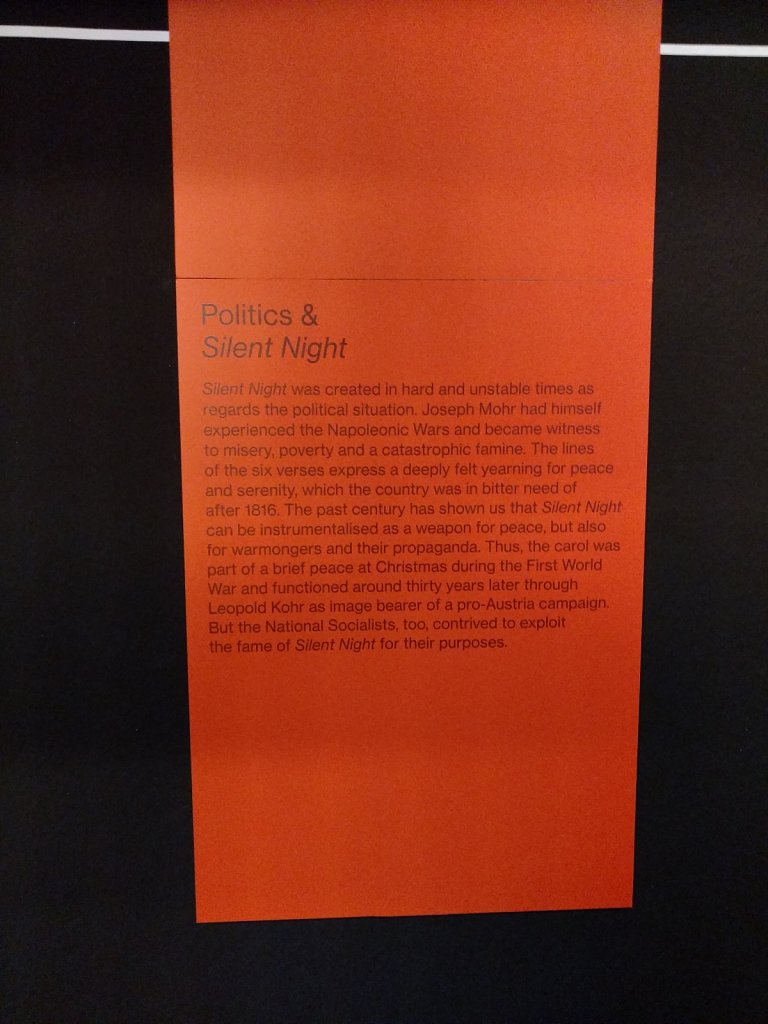 Politics &
Silent Night
Silent Night was created in hard and unstable times as
regards the political situation. Joseph Mohr had himself
experienced the Napoleonic Wars and became witness
to misery, poverty and a catastrophic famine. The lines
of the six verses express a deeply felt yearning for peace
and serenity, which the country was in bitter need of
after 1816. The past century has shown us that Silent Night
can be instrumentalised as a weapon for peace, but also
for warmongers and their propaganda. Thus, the carol was
part of a brief peace at Christmas during the First World
War and functioned around thirty years later through
Leopold Kohr as image bearer of a pro-Austria campaign.
But the National Socialists, too, contrived to exploit
the fame of Silent Night for their purposes.